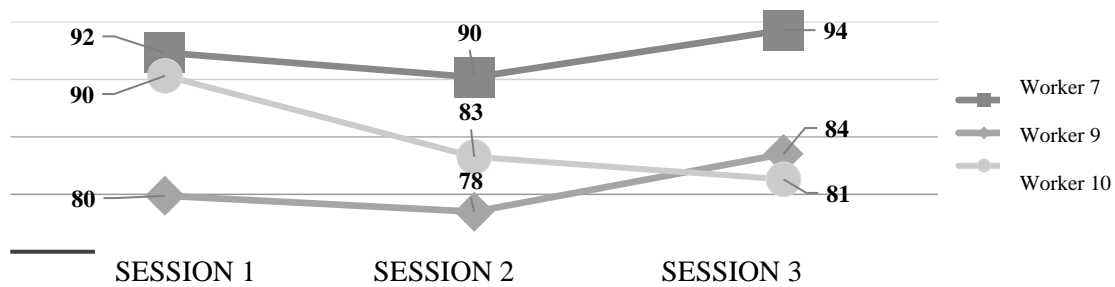 92
90
90
83
80
78
94
84
81
Worker 7
Worker 9
Worker 10
SESSION 1
SESSION 2
SESSION 3